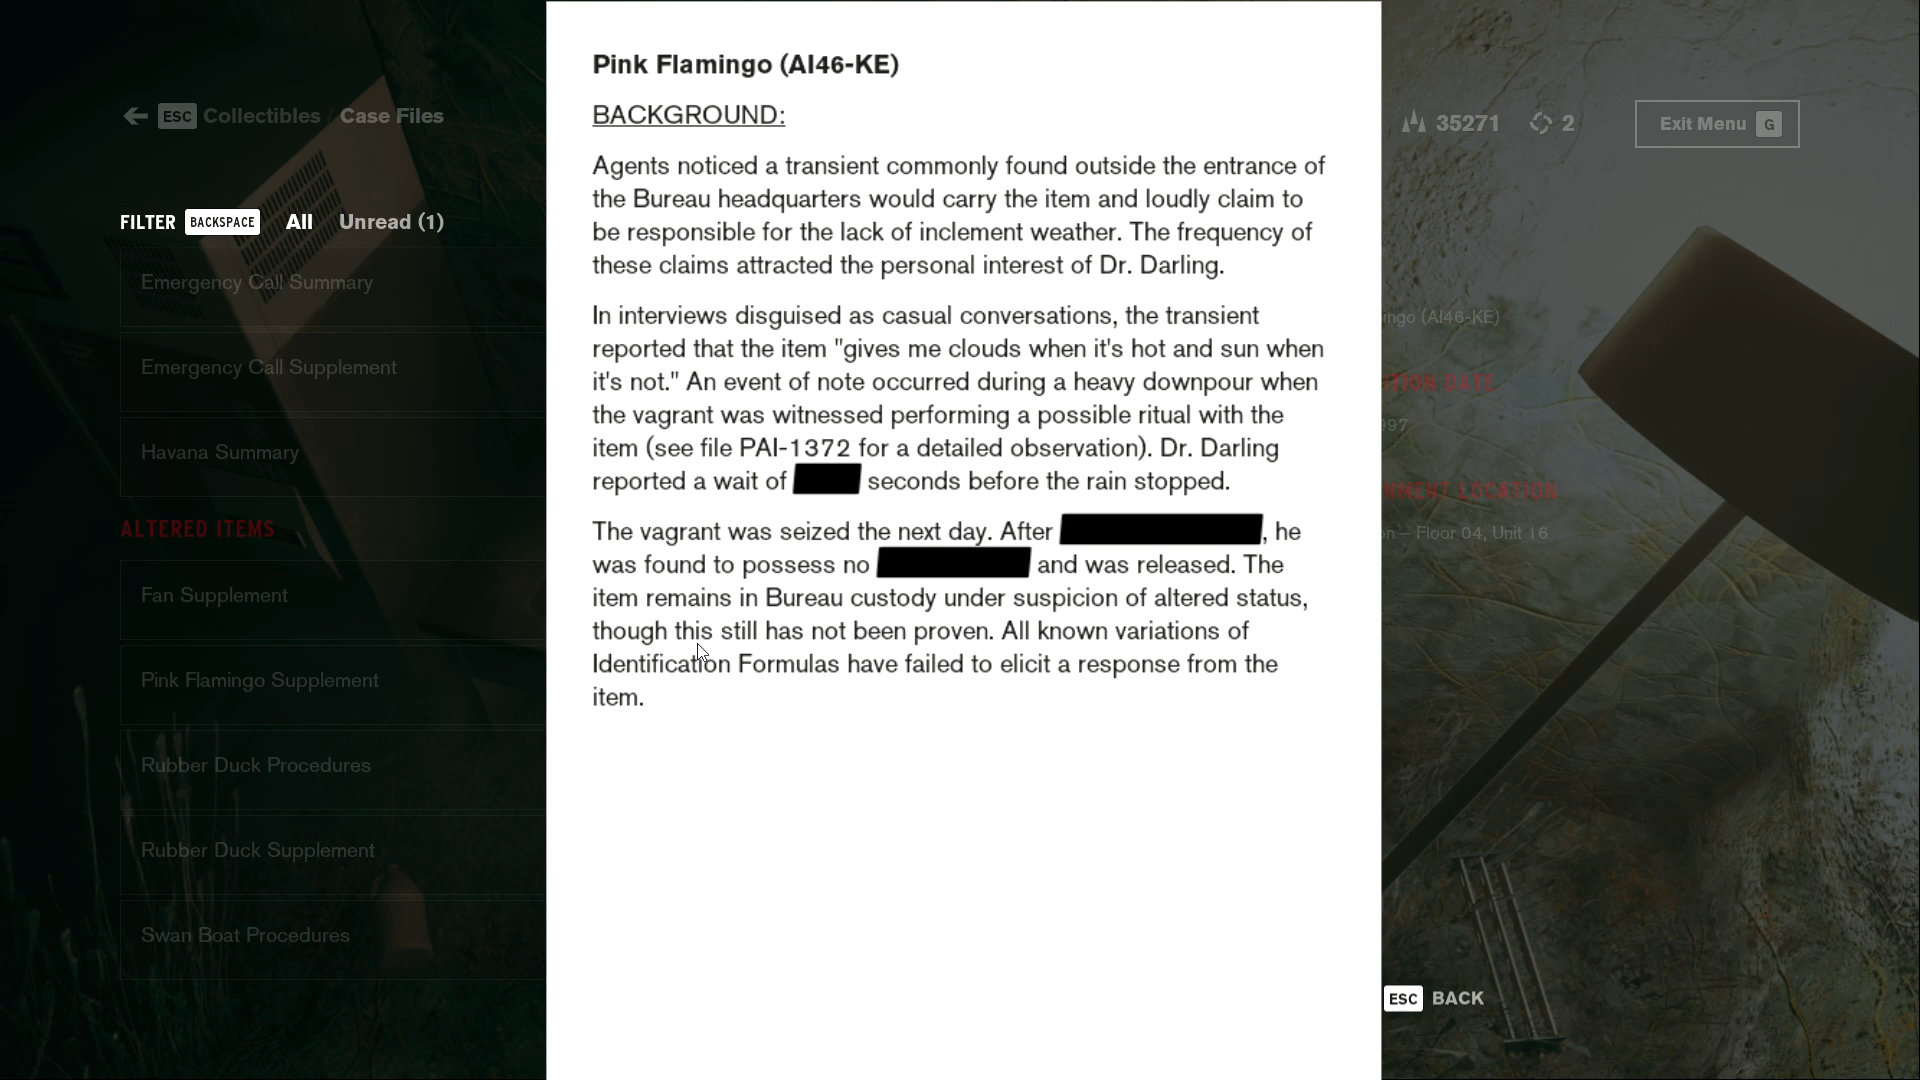 Pink Flamingo (AI46-KE)
BACKGROUND:
Agents noticed a transient commonly found outside the entrance of
the Bureau headquarters would carry the item and loudly claim to
be responsible for the lack of inclement weather. The frequency of
these claims attracted the personal interest of Dr. Darling.
In interviews disguised as casual conversations, the transient
reported that the item "gives me clouds when it's hot and sun when
it's not." An event of note occurred during a heavy downpour when
the vagrant was witnessed performing a possible ritual with the
item (see file PAI-1372 for a detailed observation). Dr. Darling
reported a wait of seconds before the rain stopped.
The vagrant was seized the next day. After , he
was found to possess no and was released. The
item remains in Bureau custody under suspicion of altered status,
though this still has not been proven. All known variations of
Identification Formulas have failed to elicit a response from the
item.
ESC Collectibles / Case Files
FILTER BACKSPACE All Unread (1)
Emergency Call Summary
Emergency Call Supplement
Havana Summary
ALTERED ITEMS
Fan Supplement
Pink Flamingo Supplement
Rubber Duck Procedures
Rubber Duck Supplement
Swan Boat Procedures
35271 2
Exit Menu G
(AI46-KE)
DATE
LOCATION
– Floor 04, Unit 16
ESC BACK